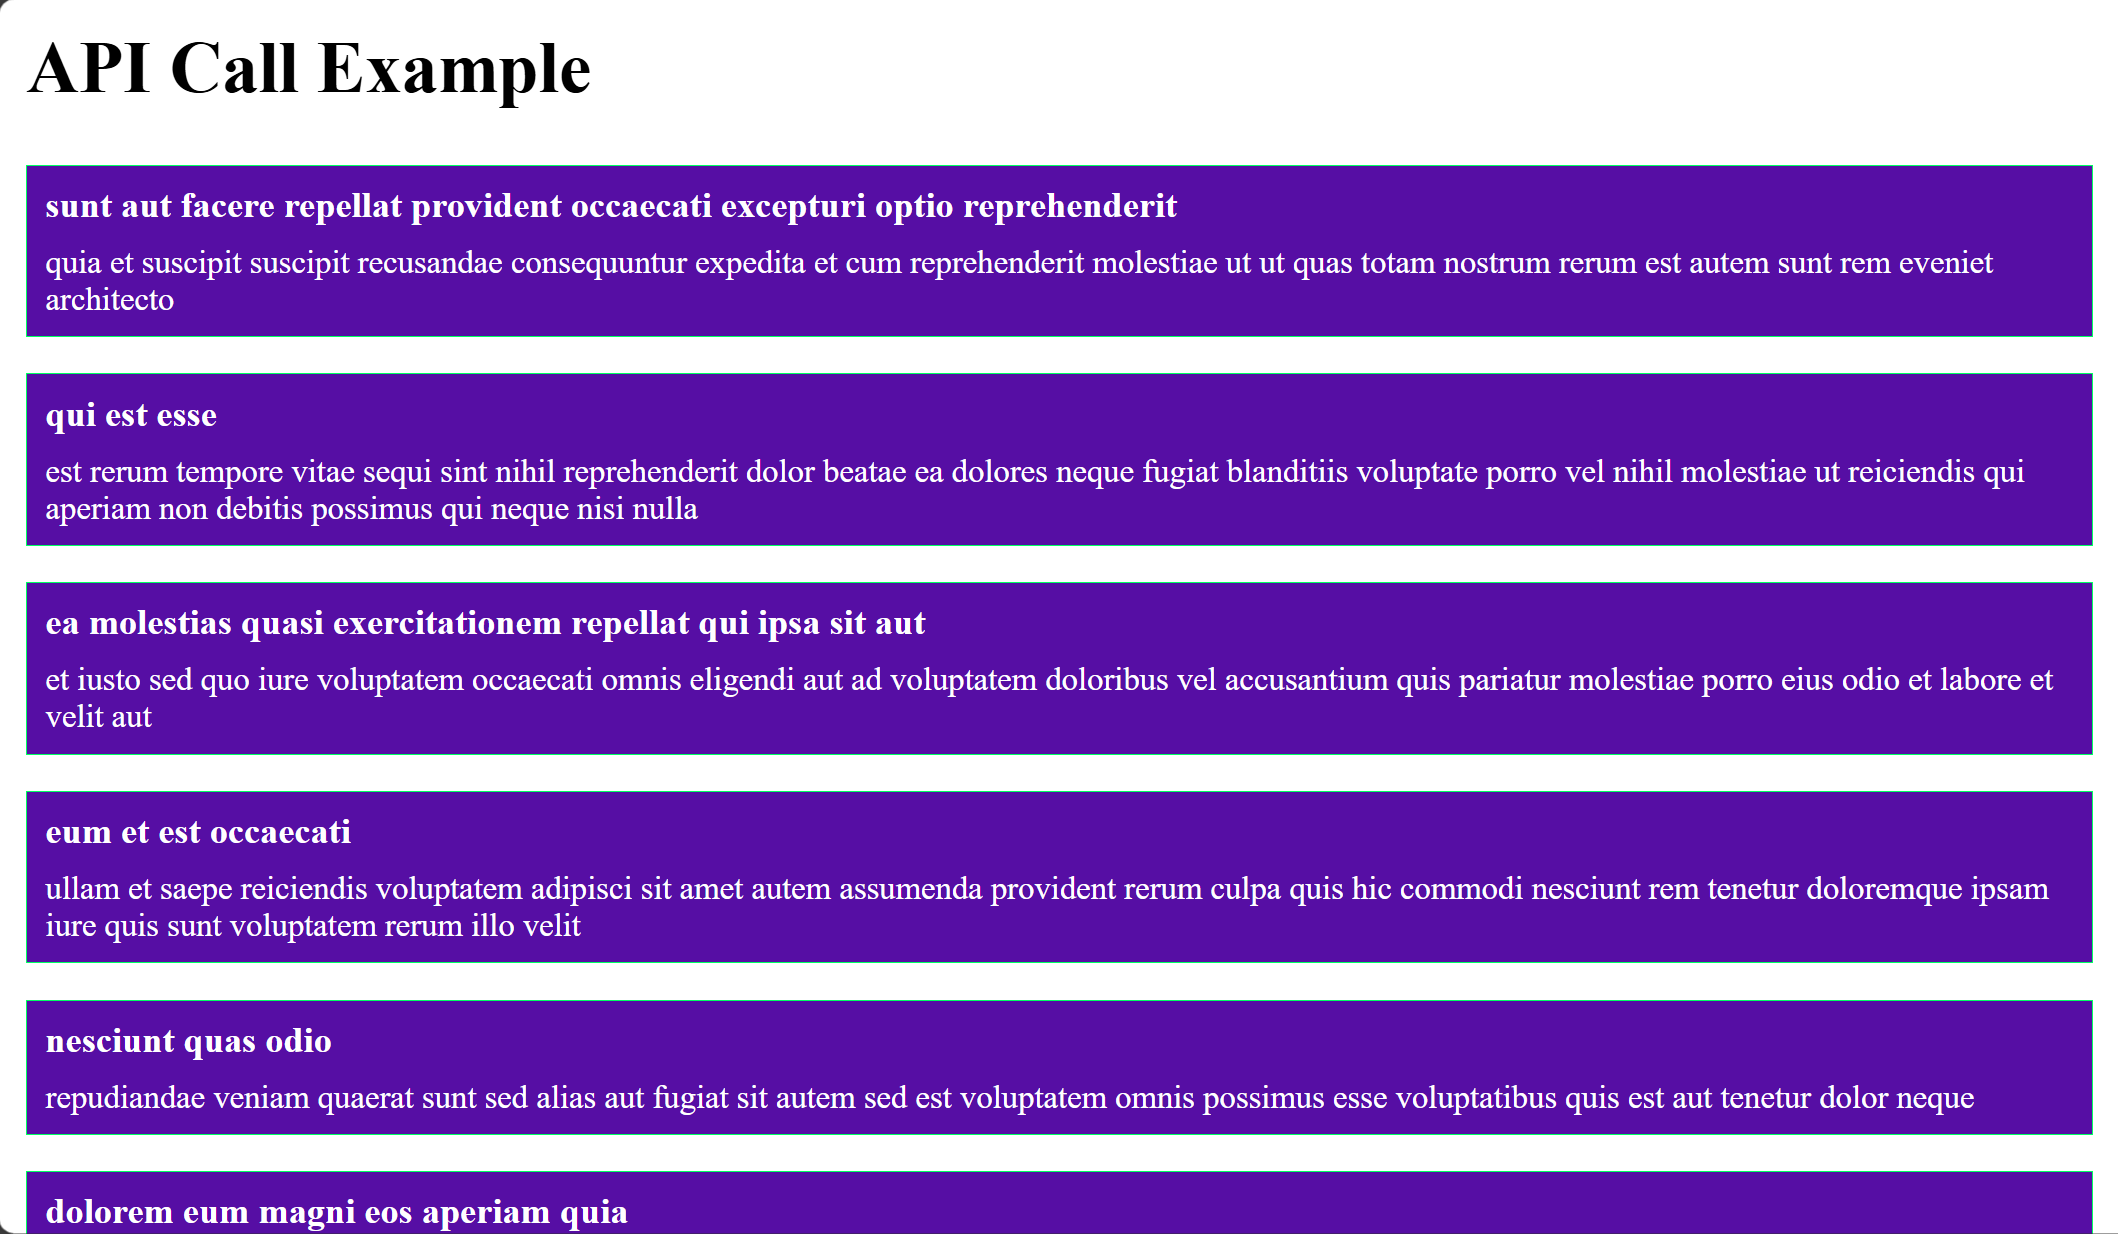 API Call Example
sunt aut facere repellat provident occaecati excepturi optio reprehenderit
quia et suscipit suscipit recusandae consequuntur expedita et cum reprehenderit molestiae ut ut quas totam nostrum rerum est autem sunt rem eveniet
architecto
qui est esse
est rerum tempore vitae sequi sint nihil reprehenderit dolor beatae ea dolores neque fugiat blanditiis voluptate porro vel nihil molestiae ut reiciendis qui
aperiam non debitis possimus qui neque nisi nulla
ea molestias quasi exercitationem repellat qui ipsa sit aut
et iusto sed quo iure voluptatem occaecati omnis eligendi aut ad voluptatem doloribus vel accusantium quis pariatur molestiae porro eius odio et labore et
velit aut
eum et est occaecati
ullam et saepe reiciendis voluptatem adipisci sit amet autem assumenda provident rerum culpa quis hic commodi nesciunt rem tenetur doloremque ipsam
iure quis sunt voluptatem rerum illo velit
nesciunt quas odio
repudiandae veniam quaerat sunt sed alias aut fugiat sit autem sed est voluptatem omnis possimus esse voluptatibus quis est aut tenetur dolor neque
dolorem eum magni eos aperiam quia